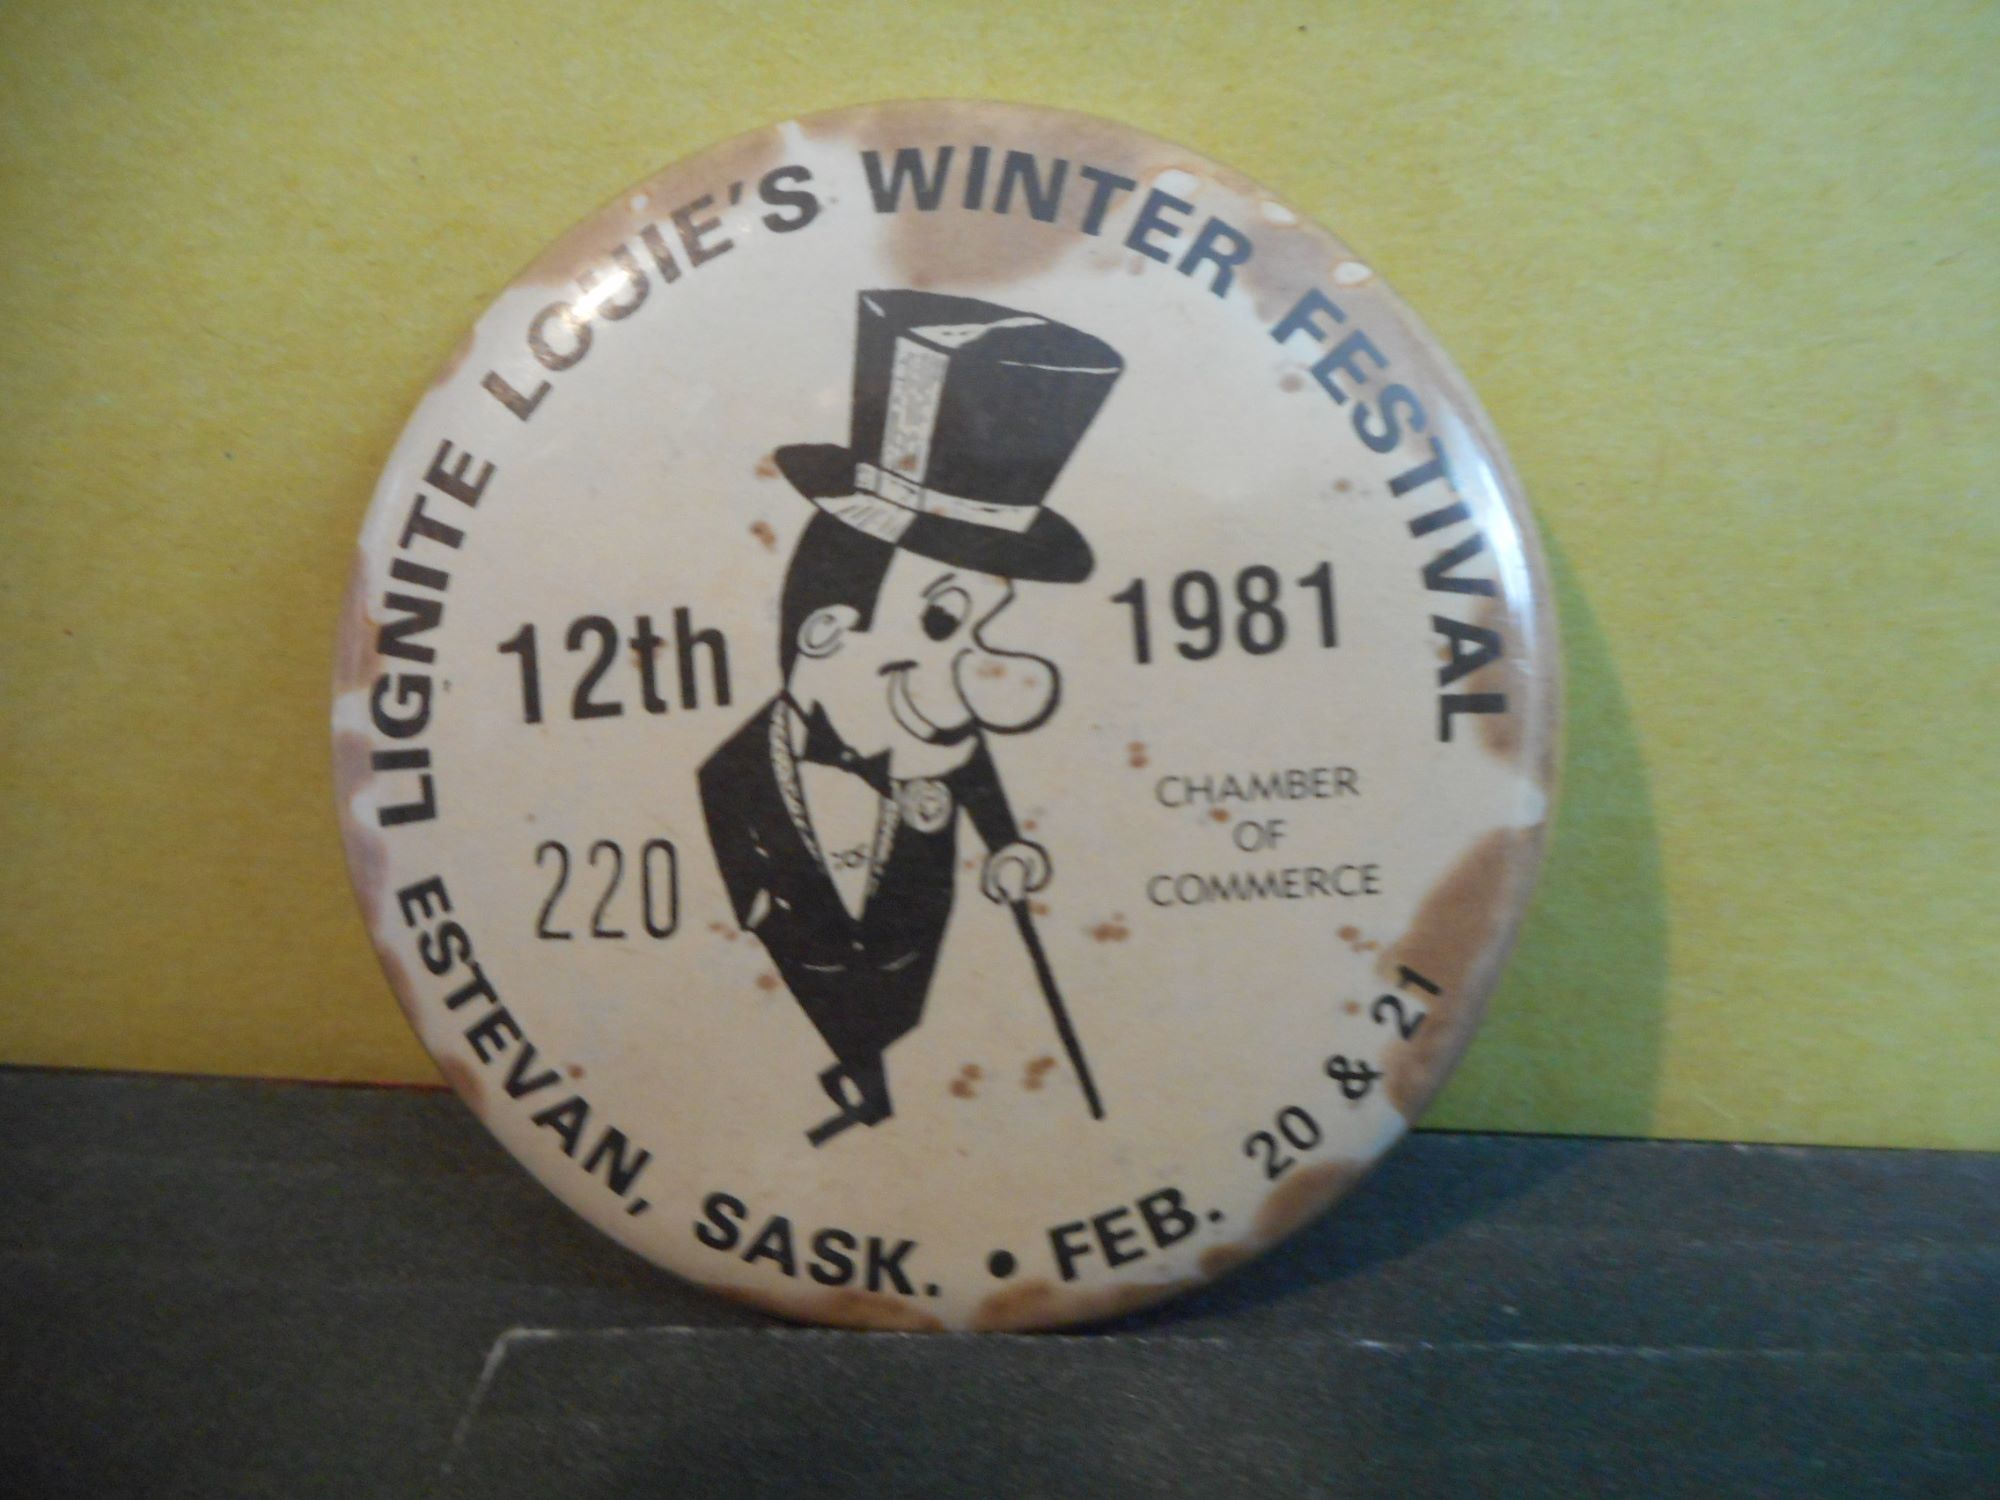 LIGNITE LOUIE'S WINTER FESTIVAL
12th
1981
220
CHAMBER
OF
COMMERCE
ESTEVAN, SASK. • FEB. 20 & 21